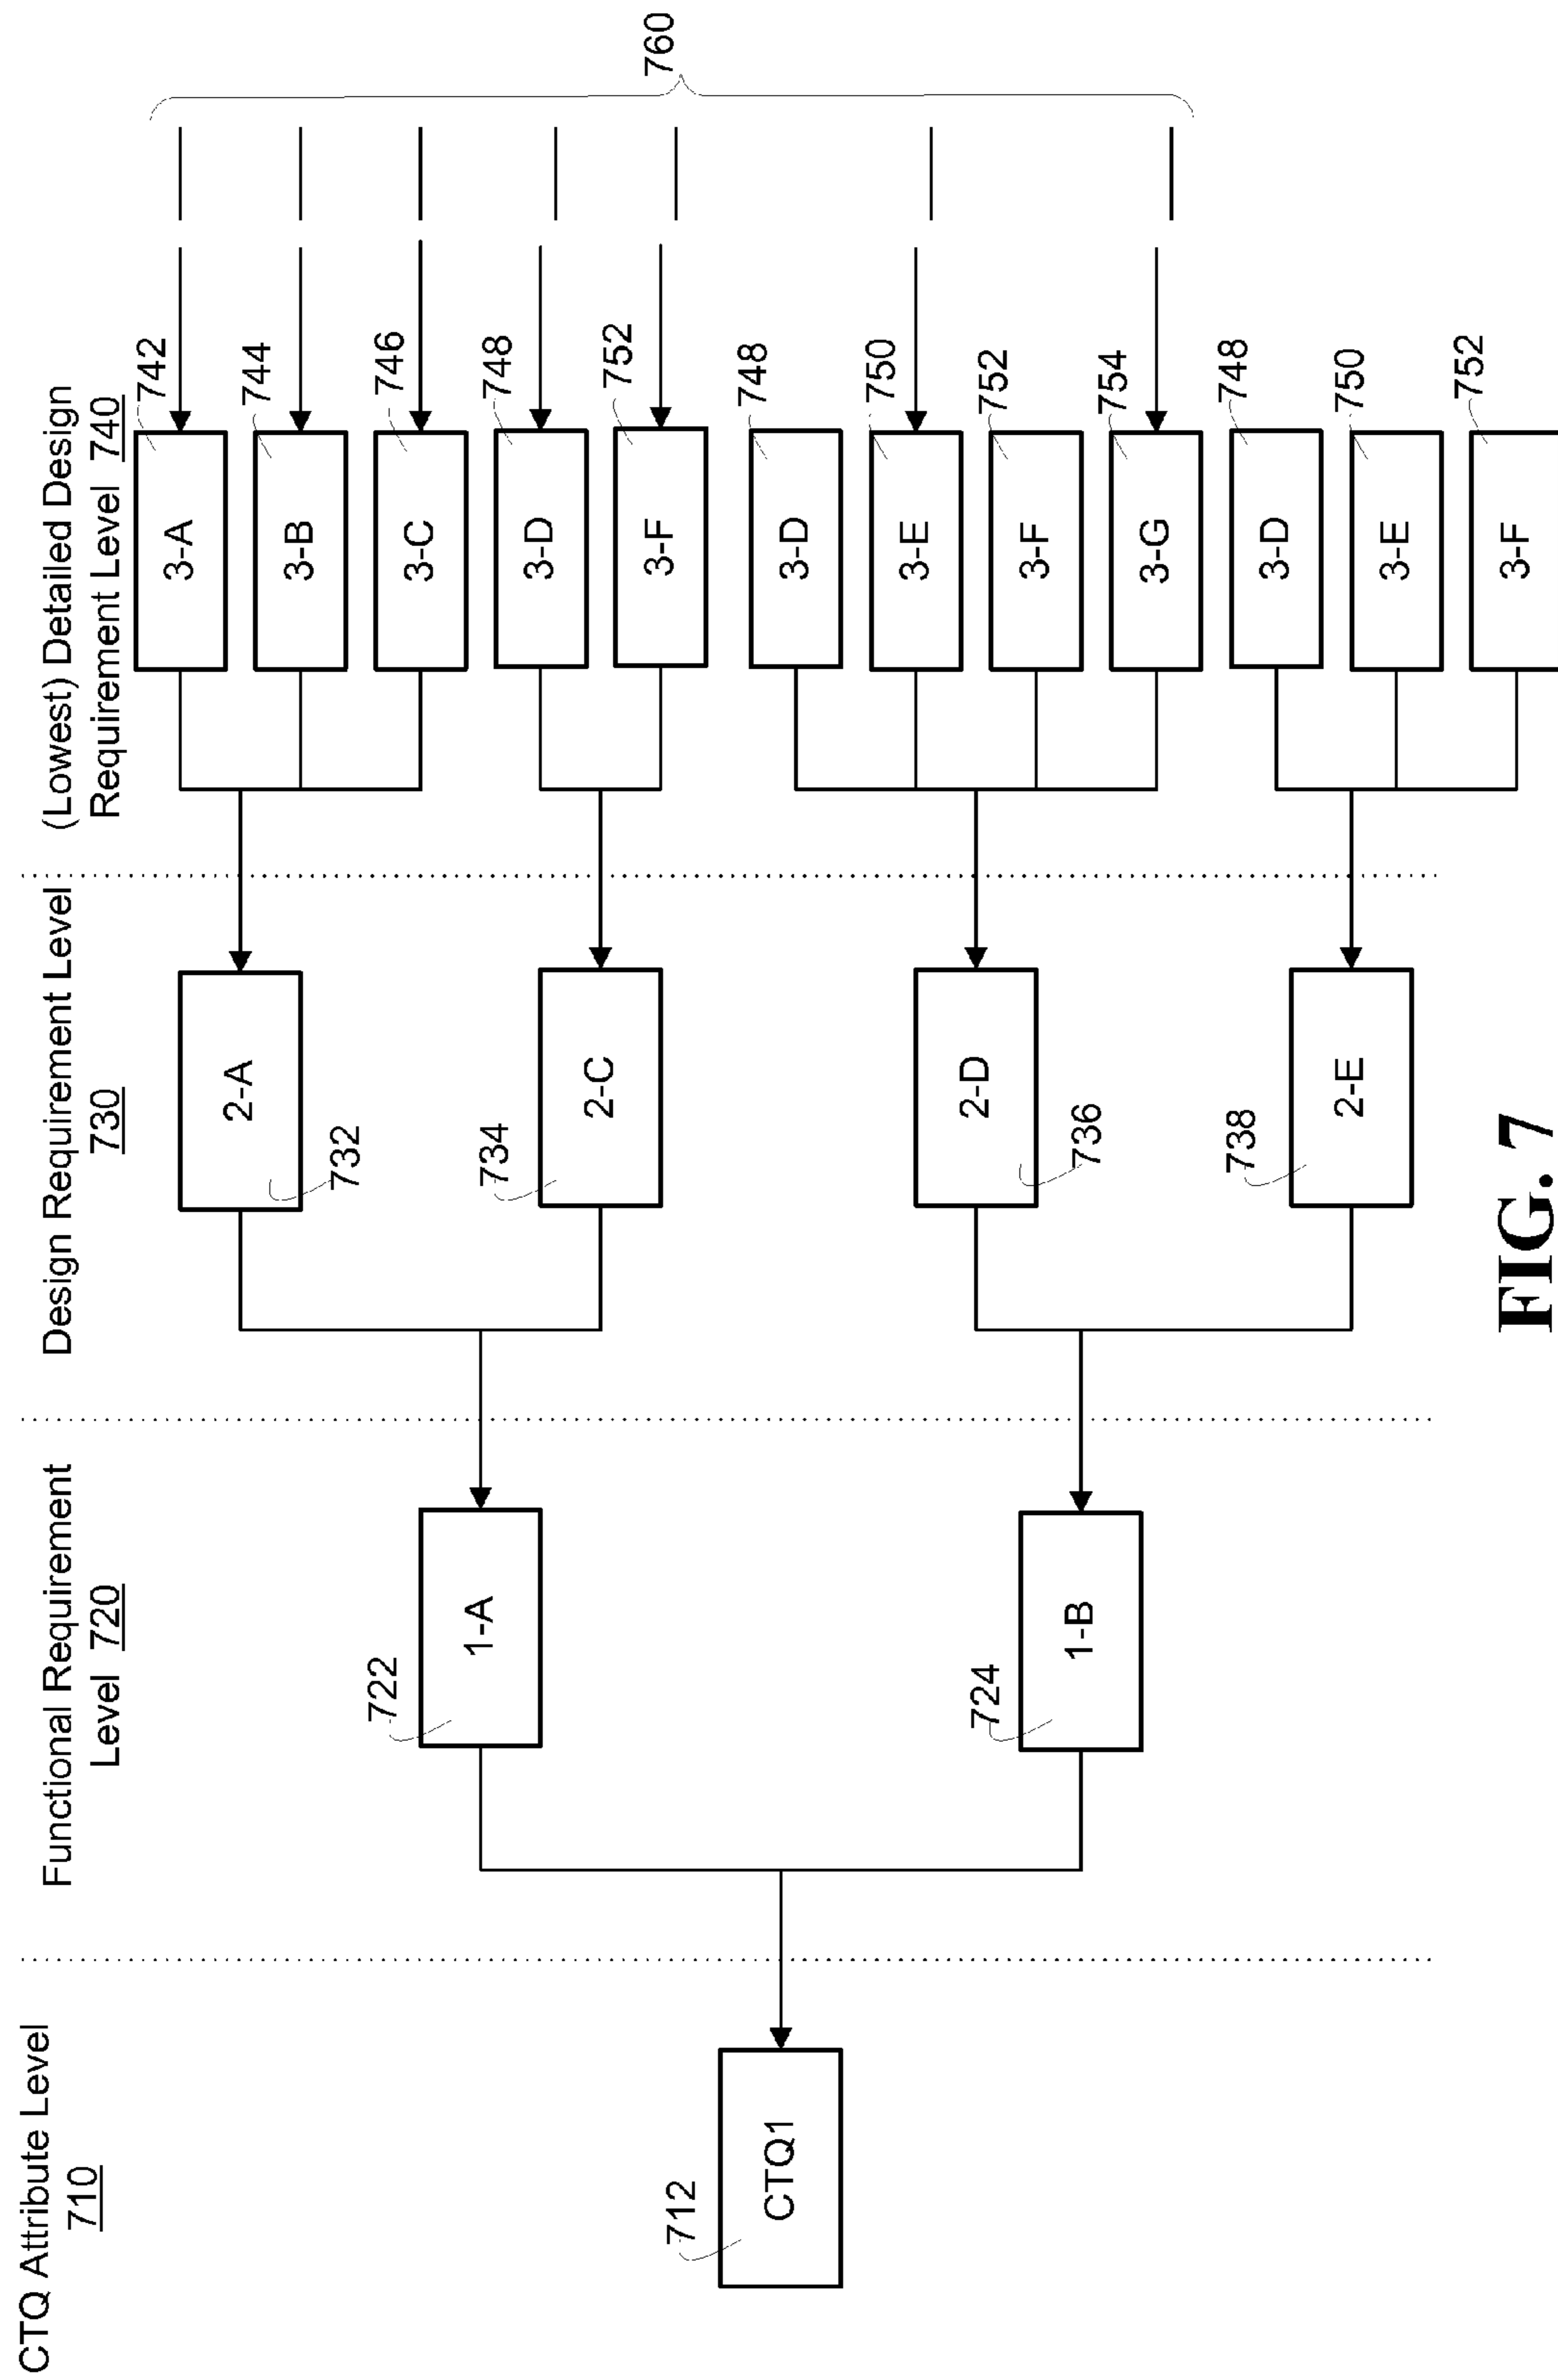 CTQ Attribute Level
710
Functional Requirement
Level 720
Design Requirement Level
730
(Lowest) Detailed Design
Requirement Level 740
712
CTQ1
722
1-A
724
1-B
2-A
732
734
2-C
2-D
736
738
2-E
742
3-A
744
3-B
746
3-C
748
3-D
752
3-F
748
3-D
750
3-E
752
3-F
754
3-G
748
3-D
750
3-E
752
3-F
760
FIG. 7